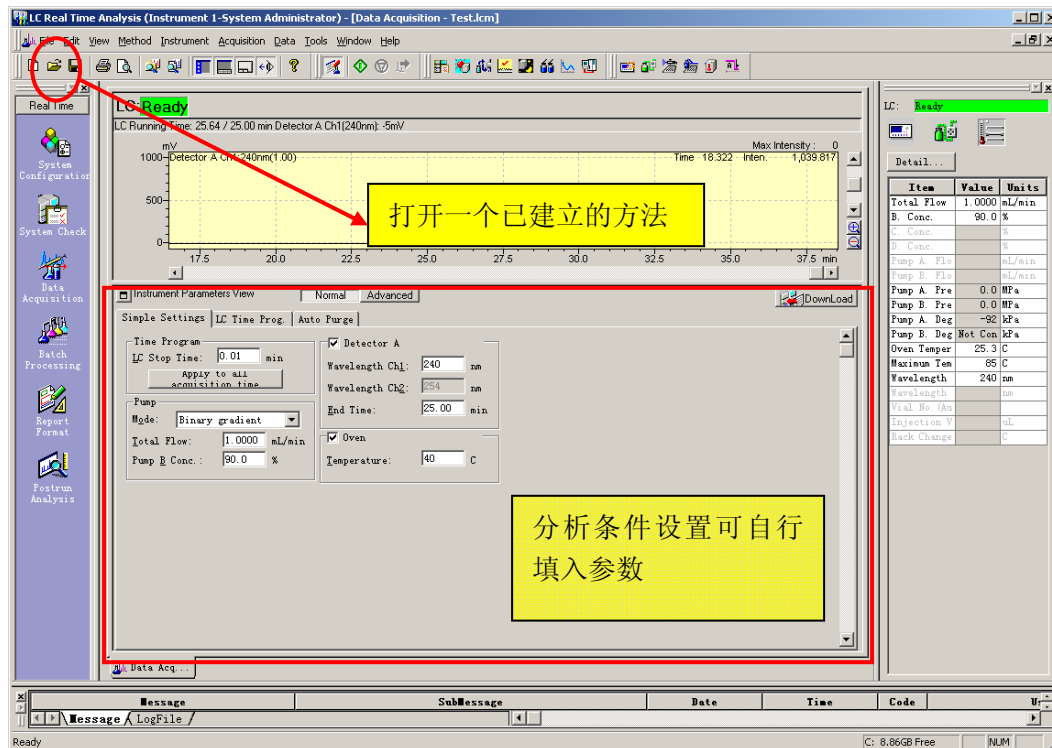 LC Real Time Analysis (Instrument 1-System Administrator) - [Data Acquisition - Test.lcm]
File Edit View Method Instrument Acquisition Data Tools Window Help
Real Time
System Configuration
System Check
Data Acquisition
Batch Processing
Report Format
Postrun Analysis
LC: Ready
LC Running Time: 25.64 / 25.00 min Detector A Ch1(240nm): -5mV
mV
Max Intensity : 0
Detector A Ch1:240nm(1.00)
Time 18.322 Inten. 1,039.817
1000
500
0
17.5 20.0 22.5 25.0 27.5 30.0 32.5 35.0 37.5 min
打开一个已建立的方法
Instrument Parameters View Normal Advanced DownLoad
Simple Settings LC Time Prog. Auto Purge
Time Program
LC Stop Time: 0.01 min
Apply to all
acquisition time
Pump
Mode: Binary gradient
Total Flow: 1.0000 mL/min
Pump B Conc.: 90.0 %
Detector A
Wavelength Ch1: 240 nm
Wavelength Ch2: 254 nm
End Time: 25.00 min
Oven
Temperature: 40 C
分析条件设置可自行
填入参数
Data Acq...
LC: Ready
Detail...
Item Value Units
Total Flow 1.0000 mL/min
B. Conc. 90.0 %
C. Conc. %
D. Conc. %
Pump A. Flo mL/min
Pump B. Flo mL/min
Pump A. Pre 0.0 MPa
Pump B. Pre 0.0 MPa
Pump A. Deg -92 kPa
Pump B. Deg Not Con kPa
Oven Temper 25.3 C
Maximum Tem 85 C
Wavelength 240 nm
Wavelength nm
Vial No. (Au
Injection V uL
Rack Change C
Message SubMessage Date Time Code
Message LogFile
Ready
C: 8.86GB Free NUM